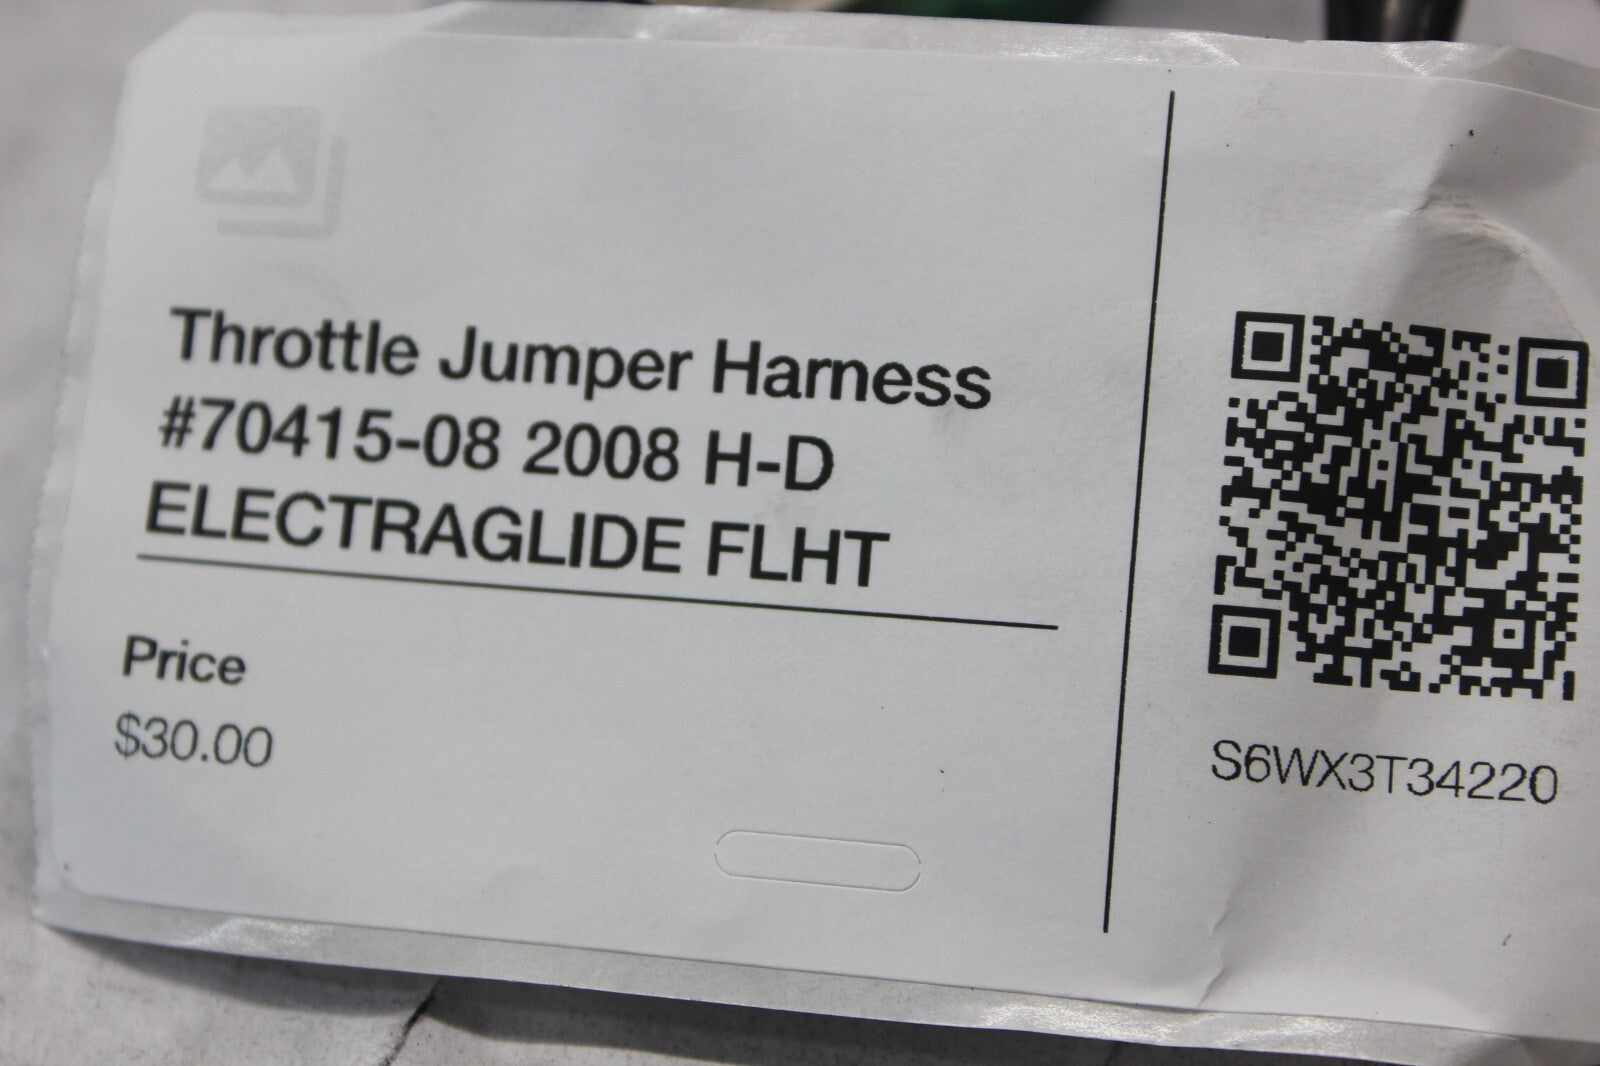 Throttle Jumper Harness
#70415-08 2008 H-D
ELECTRAGLIDE FLHT
Price
$30.00
S6WX3T34220